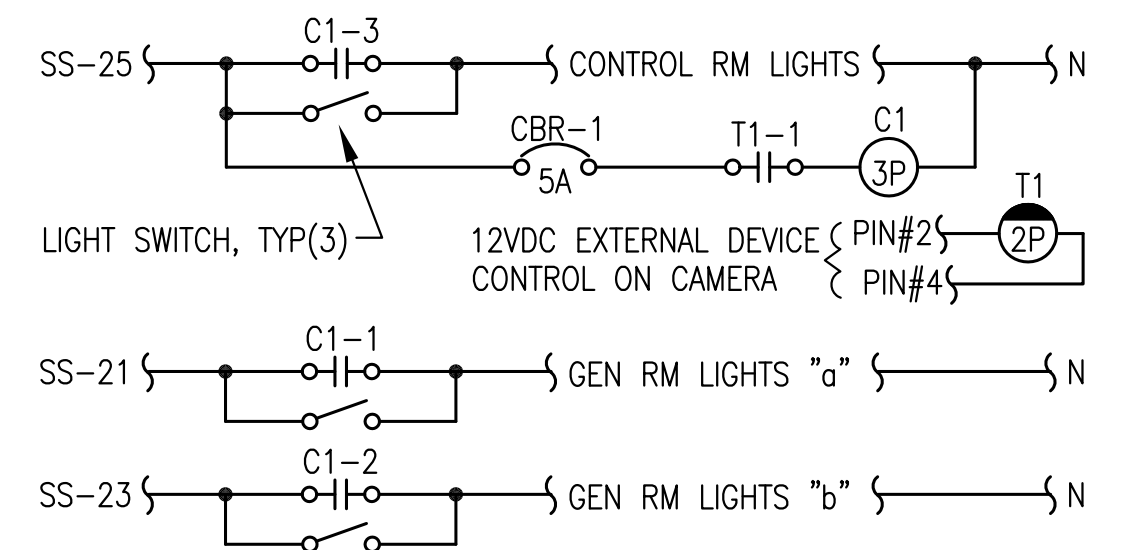 C1-3
SS-25 CONTROL RM LIGHTS N
CBR-1 T1-1 C1
5A 3P
T1
LIGHT SWITCH, TYP(3) 12VDC EXTERNAL DEVICE PIN#2 2P
CONTROL ON CAMERA PIN#4
C1-1
SS-21 GEN RM LIGHTS "a" N
C1-2
SS-23 GEN RM LIGHTS "b" N